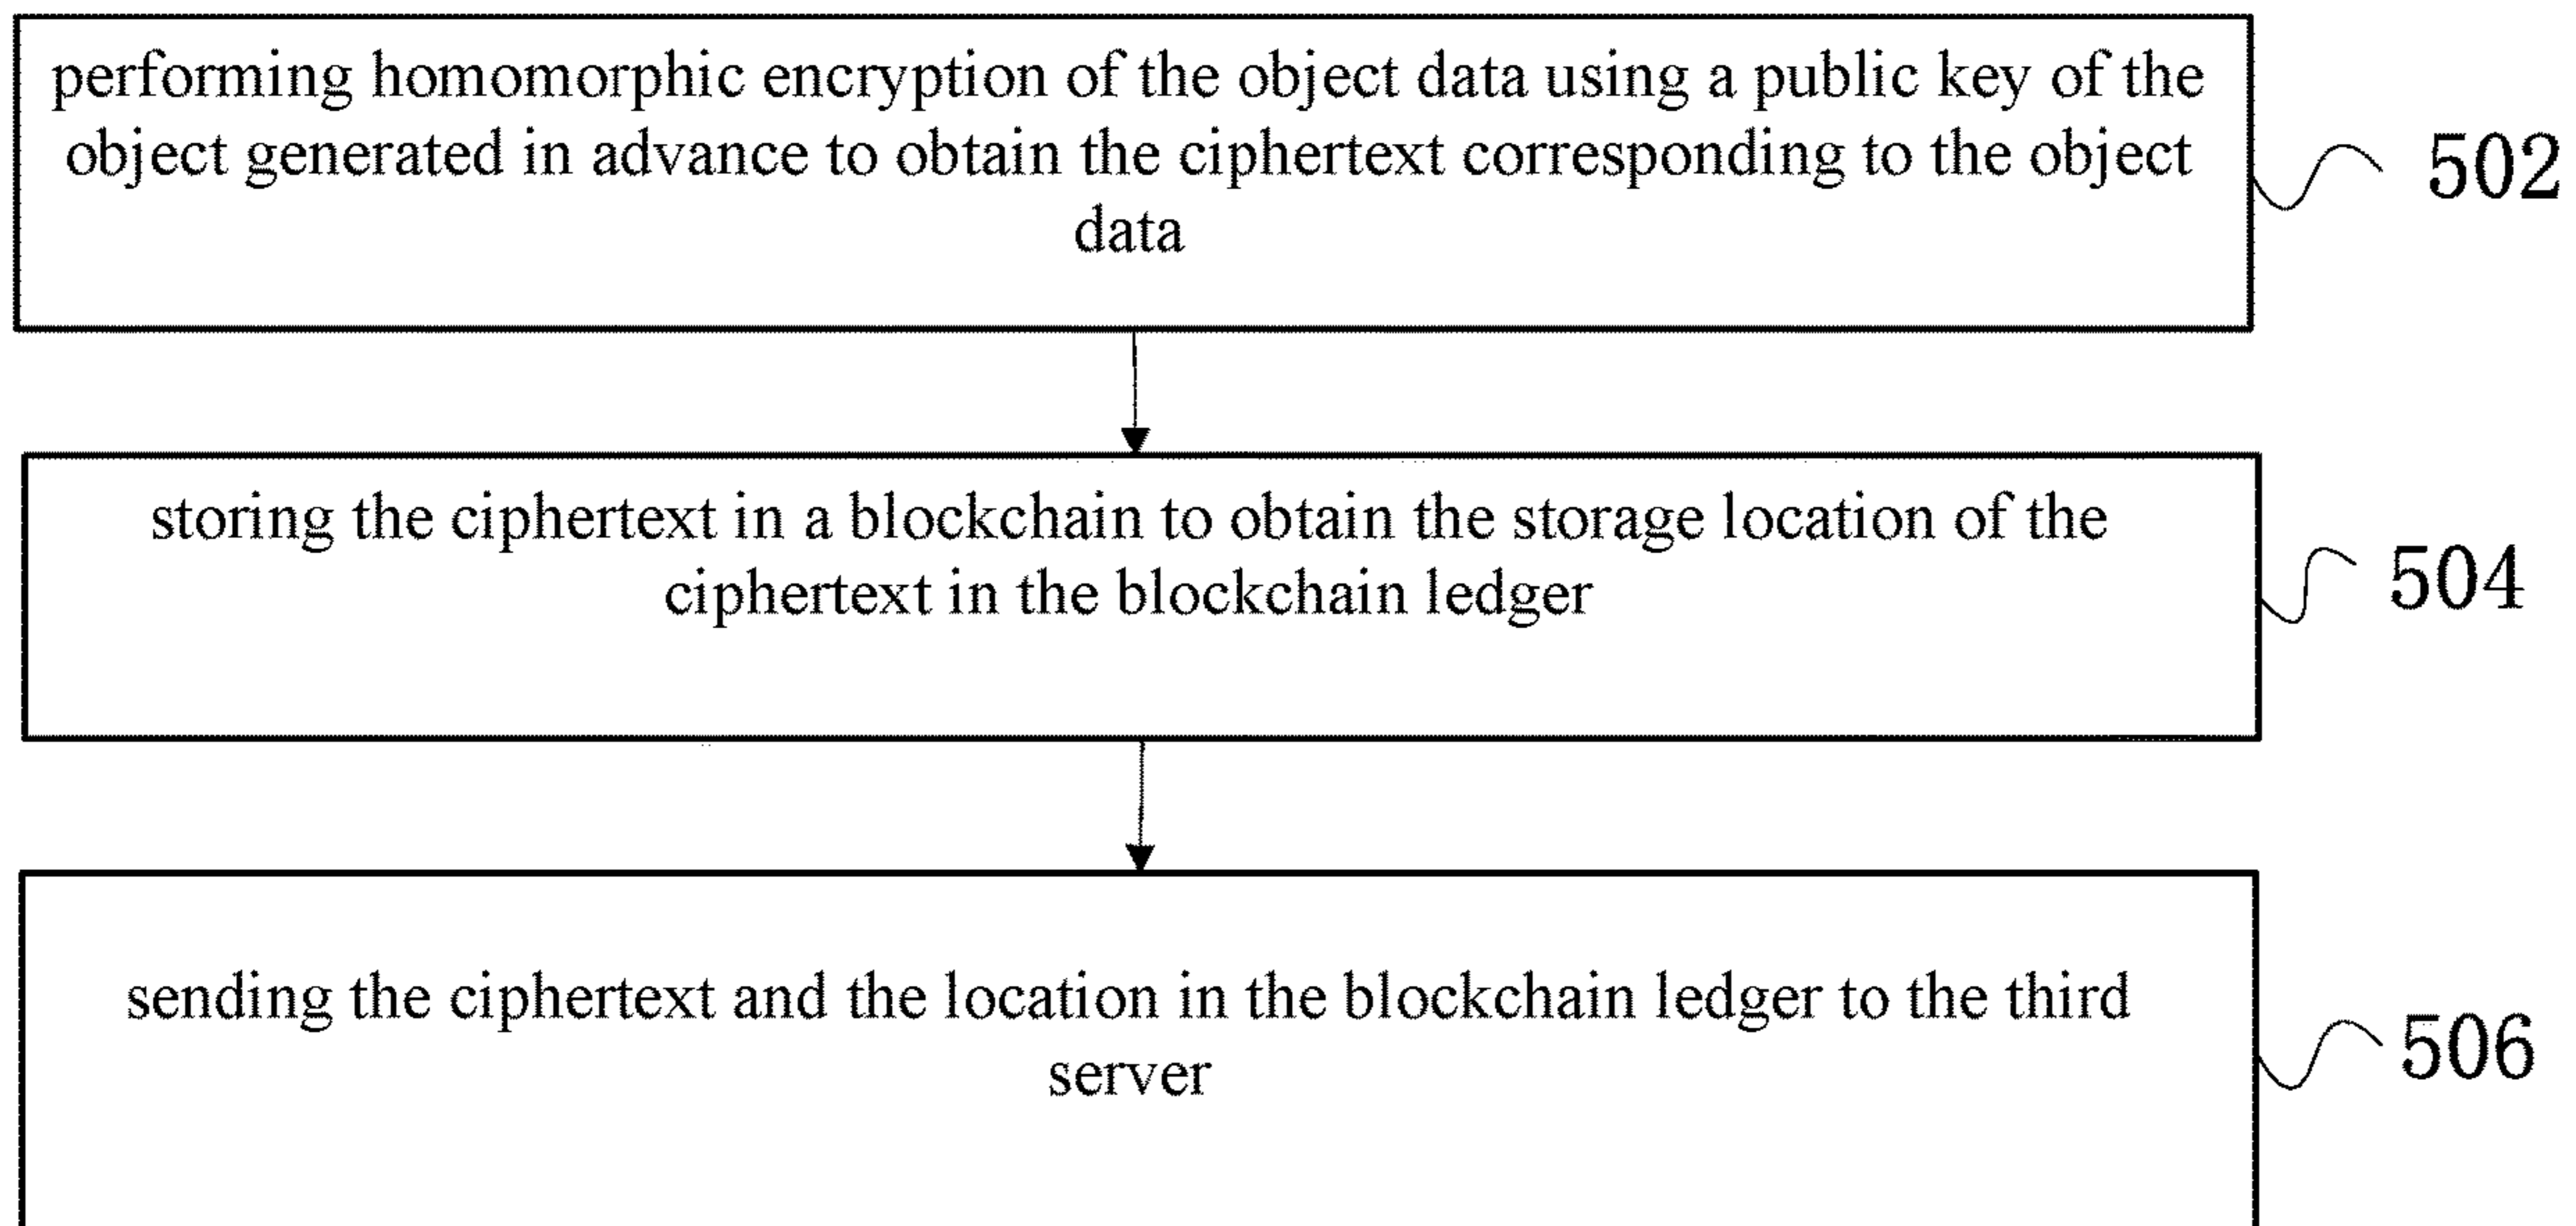 performing homomorphic encryption of the object data using a public key of the
object generated in advance to obtain the ciphertext corresponding to the object
data
502
storing the ciphertext in a blockchain to obtain the storage location of the
ciphertext in the blockchain ledger
504
sending the ciphertext and the location in the blockchain ledger to the third
server
506